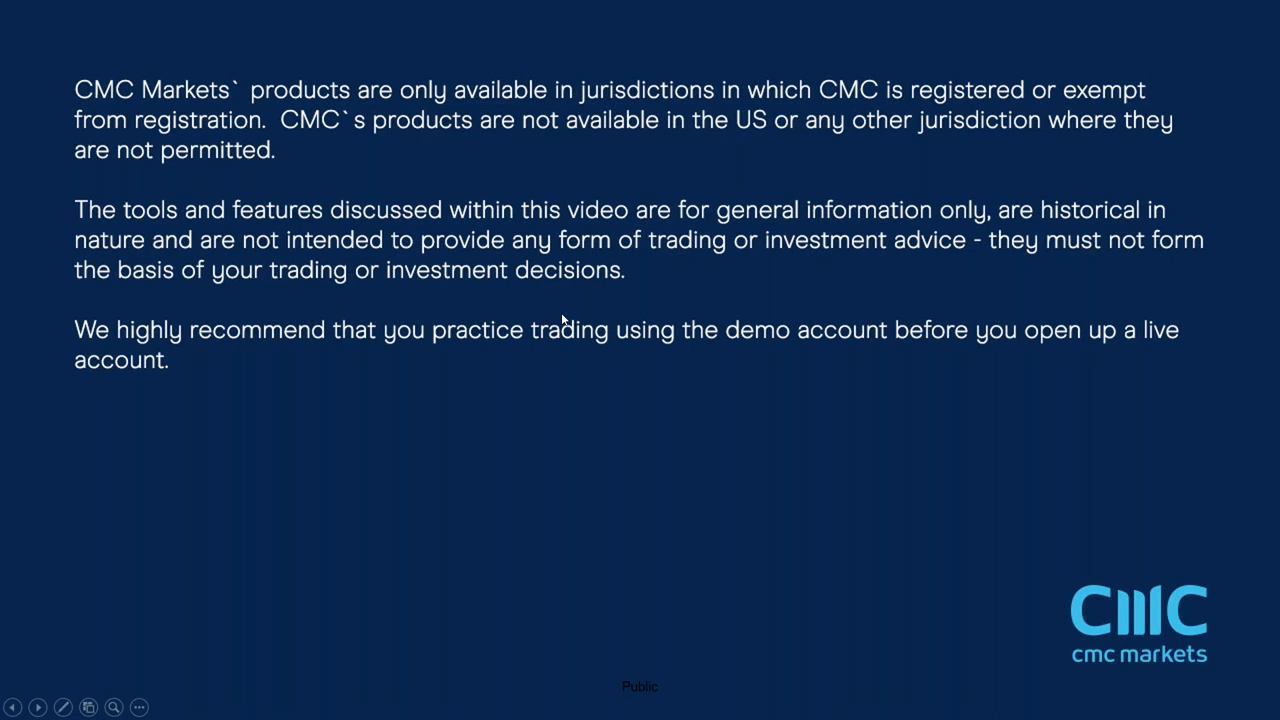 CMC Markets` products are only available in jurisdictions in which CMC is registered or exempt
from registration.  CMC`s products are not available in the US or any other jurisdiction where they
are not permitted.
The tools and features discussed within this video are for general information only, are historical in
nature and are not intended to provide any form of trading or investment advice - they must not form
the basis of your trading or investment decisions.
We highly recommend that you practice trading using the demo account before you open up a live
account.
CMC
cmc markets
Public